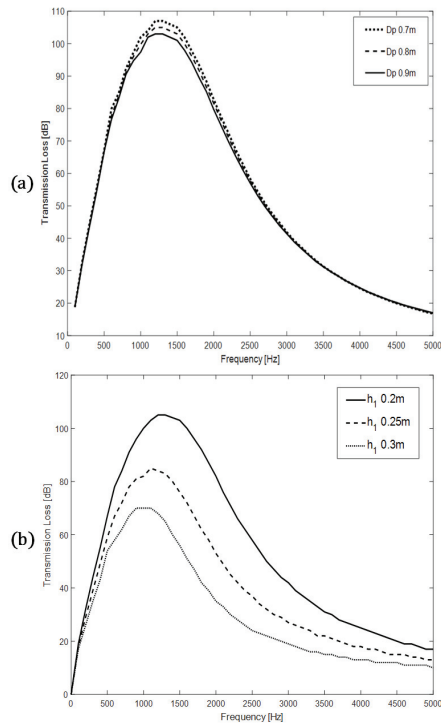 (a)
Transmission Loss [dB]
110
100
90
80
70
60
50
40
30
20
10
Dp 0.7m
Dp 0.8m
Dp 0.9m
0 500 1000 1500 2000 2500 3000 3500 4000 4500 5000
Frequency [Hz]
(b)
Transmission Loss [dB]
120
100
80
60
40
20
0
h₁ 0.2m
h₁ 0.25m
h₁ 0.3m
0 500 1000 1500 2000 2500 3000 3500 4000 4500 5000
Frequency [Hz]